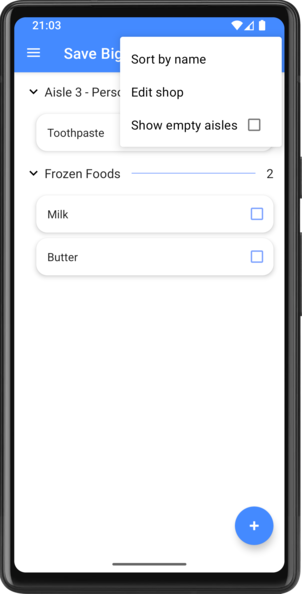 21:03
Save Big
Sort by name
Edit shop
Show empty aisles
Aisle 3 - Perso
Toothpaste
Frozen Foods 2
Milk
Butter
+